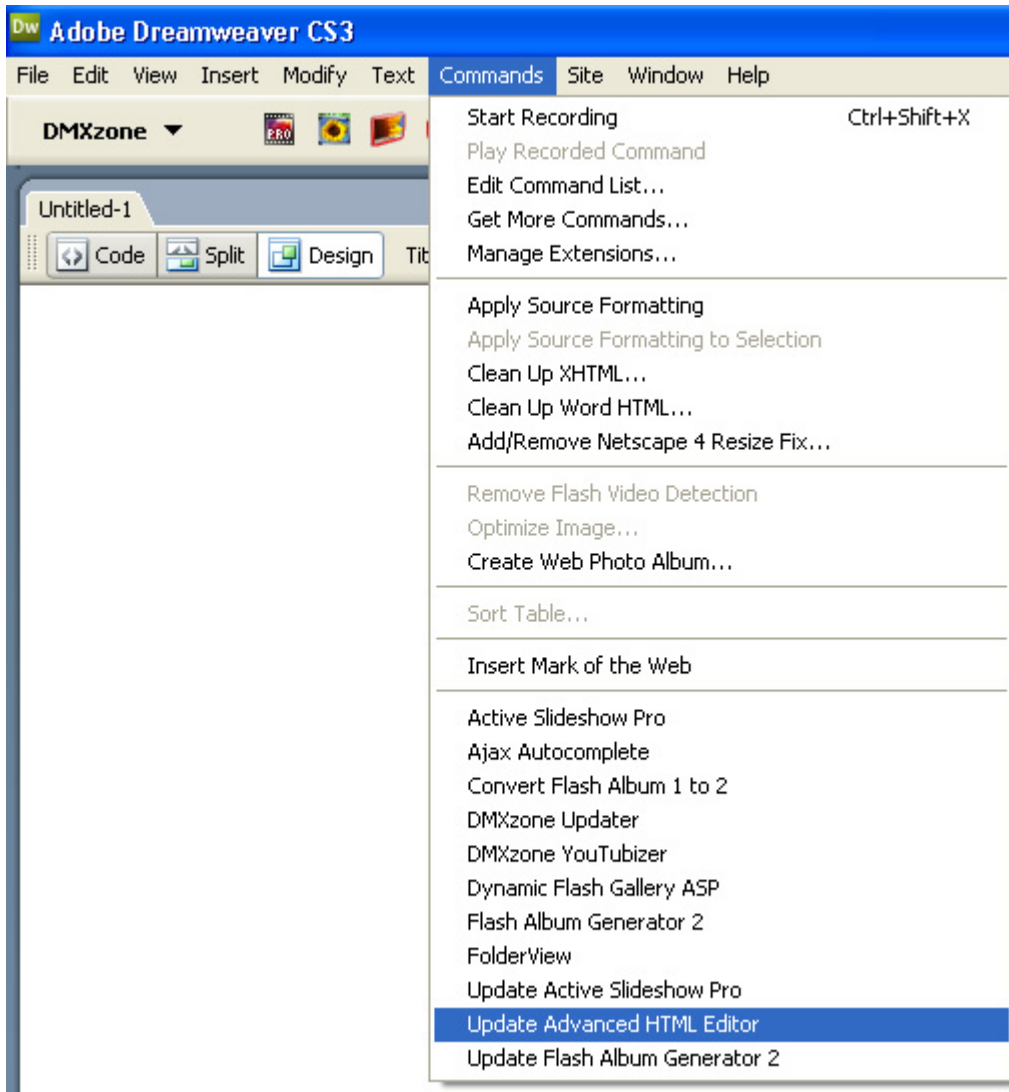 Dw Adobe Dreamweaver CS3
File Edit View Insert Modify Text Commands Site Window Help
DMXzone PRO
Untitled-1
Code Split Design Tit
Start Recording Ctrl+Shift+X
Play Recorded Command
Edit Command List...
Get More Commands...
Manage Extensions...
Apply Source Formatting
Apply Source Formatting to Selection
Clean Up XHTML...
Clean Up Word HTML...
Add/Remove Netscape 4 Resize Fix...
Remove Flash Video Detection
Optimize Image...
Create Web Photo Album...
Sort Table...
Insert Mark of the Web
Active Slideshow Pro
Ajax Autocomplete
Convert Flash Album 1 to 2
DMXzone Updater
DMXzone YouTubizer
Dynamic Flash Gallery ASP
Flash Album Generator 2
FolderView
Update Active Slideshow Pro
Update Advanced HTML Editor
Update Flash Album Generator 2